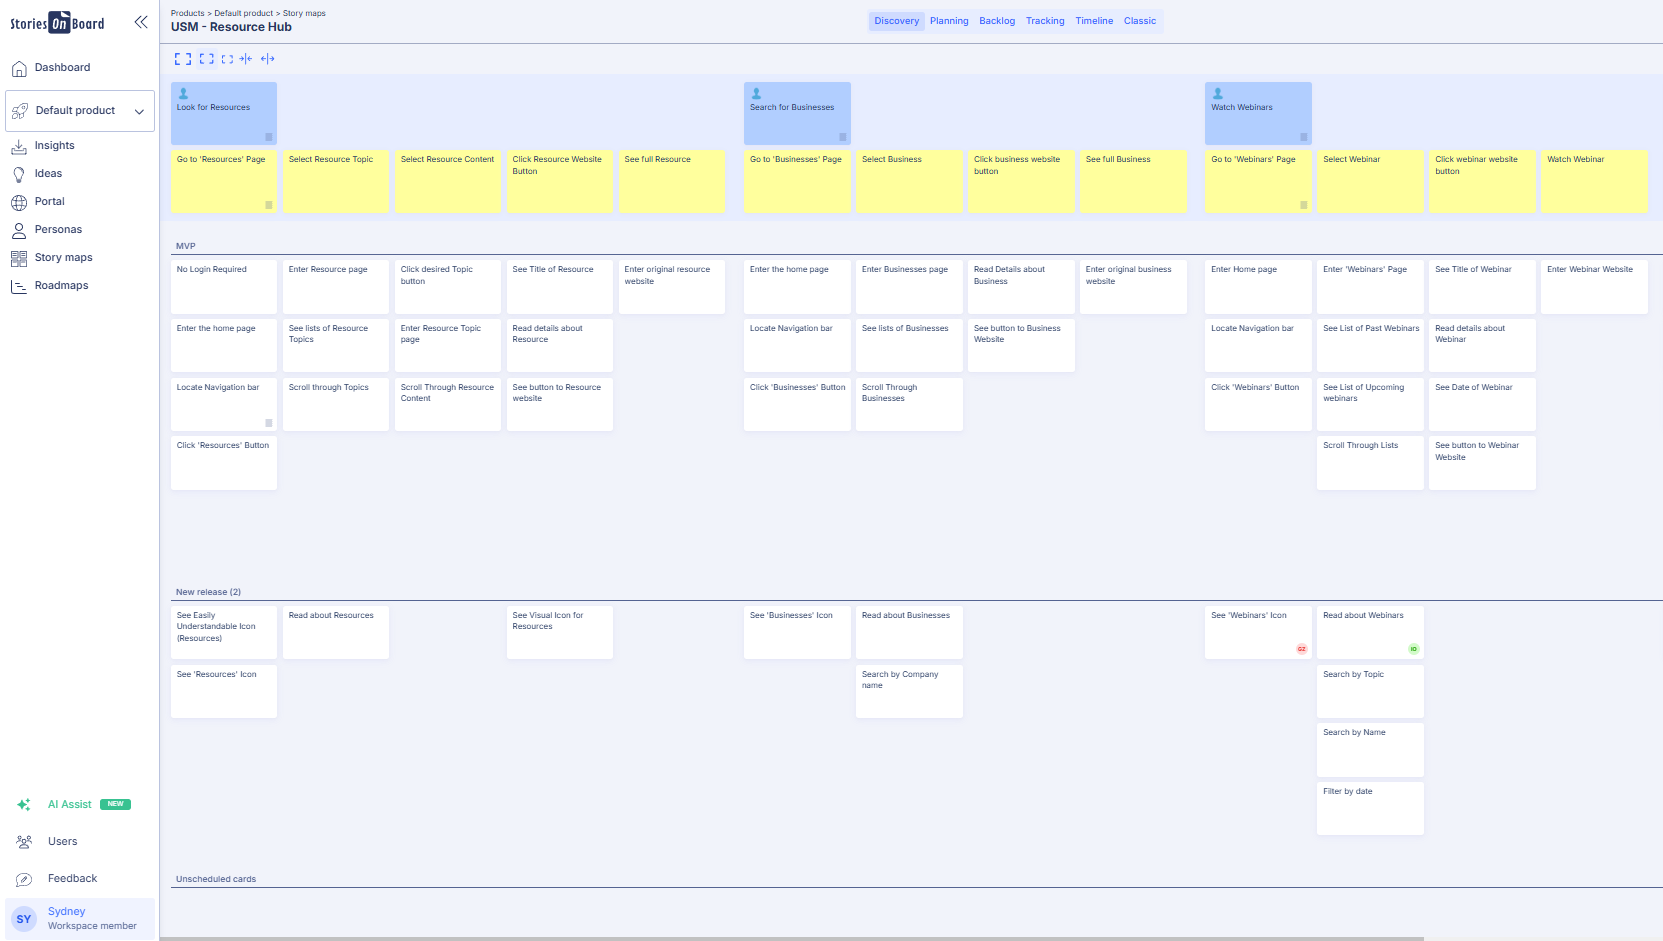 Stories On Board
Products > Default product > Story maps
USM - Resource Hub
Discovery
Planning
Backlog
Tracking
Timeline
Classic
Dashboard
Default product
Insights
Ideas
Portal
Personas
Story maps
Roadmaps
AI Assist
NEW
Users
Feedback
SY
Sydney
Workspace member
Look for Resources
Search for Businesses
Watch Webinars
Go to 'Resources' Page
Select Resource Topic
Select Resource Content
Click Resource Website
Button
See full Resource
Go to 'Businesses' Page
Select Business
Click business website
button
See full Business
Go to 'Webinars' Page
Select Webinar
Click webinar website
button
Watch Webinar
MVP
No Login Required
Enter Resource page
Click desired Topic
button
See Title of Resource
Enter original resource
website
Enter the home page
Enter Businesses page
Read Details about
Business
Enter original business
website
Enter Home page
Enter 'Webinars' Page
See Title of Webinar
Enter Webinar Website
Enter the home page
See lists of Resource
Topics
Enter Resource Topic
page
Read details about
Resource
Locate Navigation bar
See lists of Businesses
See button to Business
Website
Locate Navigation bar
See List of Past Webinars
Read details about
Webinar
Locate Navigation bar
Scroll through Topics
Scroll Through Resource
Content
See button to Resource
website
Click 'Businesses' Button
Scroll Through
Businesses
Click 'Webinars' Button
See List of Upcoming
webinars
See Date of Webinar
Click 'Resources' Button
Scroll Through Lists
See button to Webinar
Website
New release (2)
See Easily
Understandable Icon
(Resources)
Read about Resources
See Visual Icon for
Resources
See 'Businesses' Icon
Read about Businesses
See 'Webinars' Icon
GZ
Read about Webinars
IO
See 'Resources' Icon
Search by Company
name
Search by Topic
Search by Name
Filter by date
Unscheduled cards